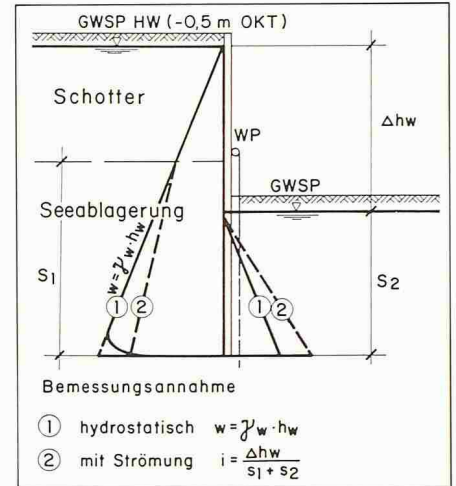 GWSP HW (-0,5 m OKT)
Schotter
Δhw
WP
GWSP
Seeablagerung
w=γw·hw
S1
S2
① ②
① ②
Bemessungsannahme
① hydrostatisch w=γw·hw
② mit Strömung i=Δhw/s1+s2